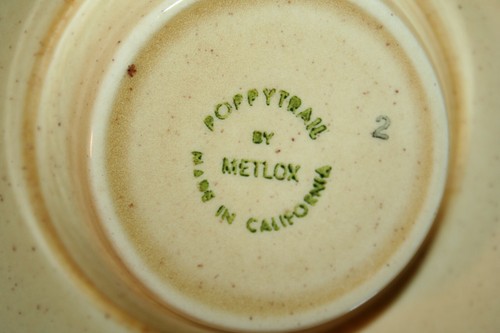 POPPYTRAIL
BY
METLOX
MADE IN CALIFORNIA
2